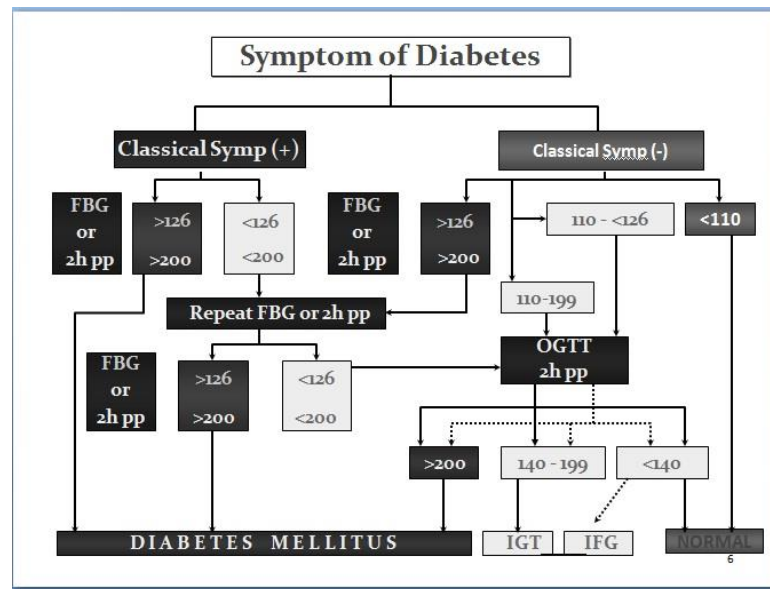 Symptom of Diabetes
Classical Symp (+)
Classical Symp (-)
FBG
or
2h pp
>126
>200
<126
<200
FBG
or
2h pp
>126
>200
110 - <126
<110
110-199
Repeat FBG or 2h pp
OGTT
2h pp
FBG
or
2h pp
>126
>200
<126
<200
>200
140 - 199
<140
DIABETES MELLITUS
IGT
IFG
NORMAL
6